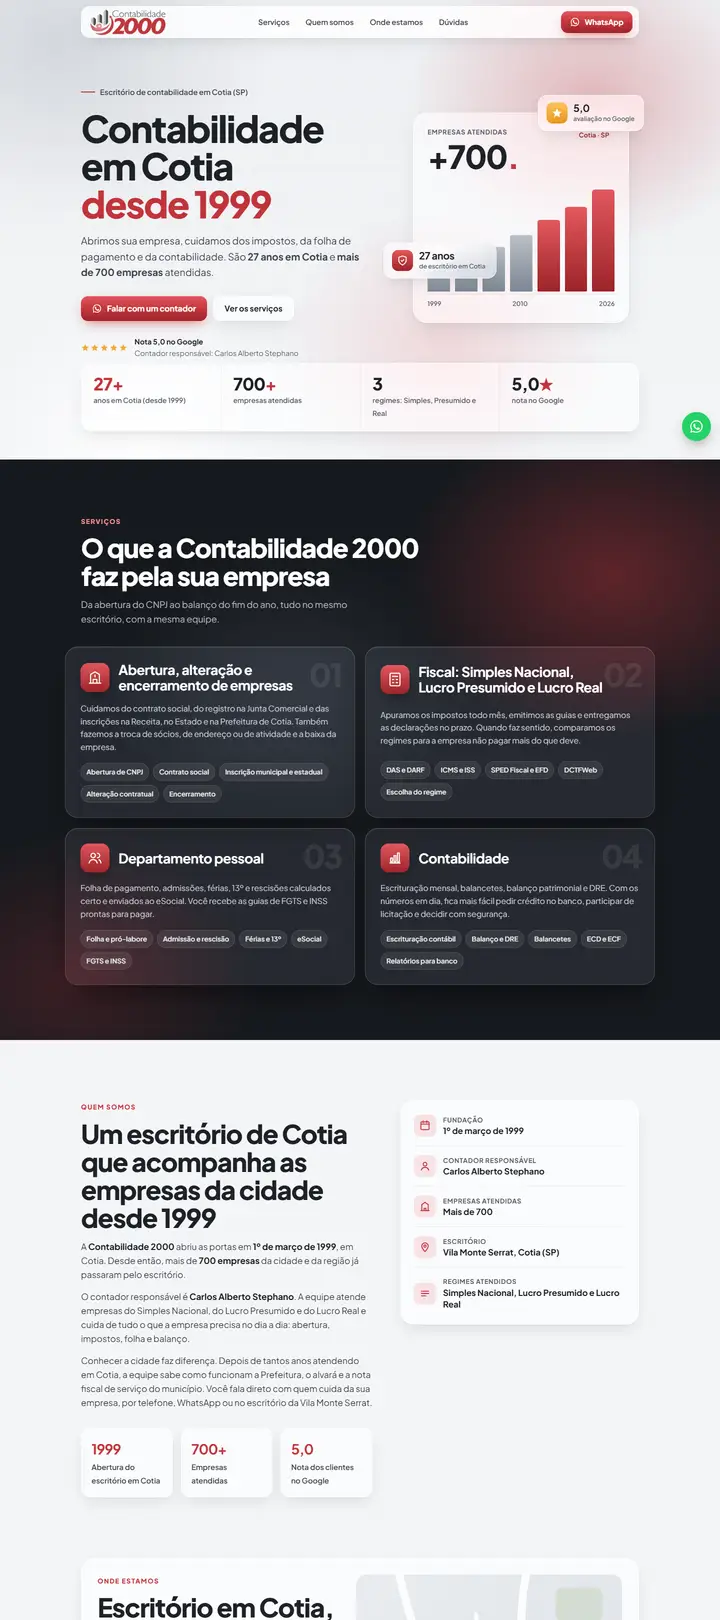 Contabilidade
2000
Serviços
Quem somos
Onde estamos
Dúvidas
WhatsApp
Escritório de contabilidade em Cotia (SP)
Contabilidade
em Cotia
desde 1999
Abrimos sua empresa, cuidamos dos impostos, da folha de
pagamento e da contabilidade. São 27 anos em Cotia e mais
de 700 empresas atendidas.
Falar com um contador
Ver os serviços
Nota 5,0 no Google
Contador responsável: Carlos Alberto Stephano
5,0
avaliação no Google
EMPRESAS ATENDIDAS
Cotia · SP
+700.
27 anos
de escritório em Cotia
1999
2010
2026
27+
anos em Cotia (desde 1999)
700+
empresas atendidas
3
regimes: Simples, Presumido e
Real
5,0★
nota no Google
SERVIÇOS
O que a Contabilidade 2000
faz pela sua empresa
Da abertura do CNPJ ao balanço do fim do ano, tudo no mesmo
escritório, com a mesma equipe.
Abertura, alteração e
encerramento de empresas
01
Cuidamos do contrato social, do registro na Junta Comercial e das
inscrições na Receita, no Estado e na Prefeitura de Cotia. Também
fazemos a troca de sócios, de endereço ou de atividade e a baixa da
empresa.
Abertura de CNPJ
Contrato social
Inscrição municipal e estadual
Alteração contratual
Encerramento
Fiscal: Simples Nacional,
Lucro Presumido e Lucro Real
02
Apuramos os impostos todo mês, emitimos as guias e entregamos
as declarações no prazo. Quando faz sentido, comparamos os
regimes para a empresa não pagar mais do que deve.
DAS e DARF
ICMS e ISS
SPED Fiscal e EFD
DCTFWeb
Escolha do regime
Departamento pessoal
03
Folha de pagamento, admissões, férias, 13º e rescisões calculados
certo e enviados ao eSocial. Você recebe as guias de FGTS e INSS
prontas para pagar.
Folha e pró-labore
Admissão e rescisão
Férias e 13º
eSocial
FGTS e INSS
Contabilidade
04
Escrituração mensal, balancetes, balanço patrimonial e DRE. Com os
números em dia, fica mais fácil pedir crédito no banco, participar de
licitação e decidir com segurança.
Escrituração contábil
Balanço e DRE
Balancetes
ECD e ECF
Relatórios para banco
QUEM SOMOS
Um escritório de Cotia
que acompanha as
empresas da cidade
desde 1999
A Contabilidade 2000 abriu as portas em 1º de março de 1999, em
Cotia. Desde então, mais de 700 empresas da cidade e da região já
passaram pelo escritório.
O contador responsável é Carlos Alberto Stephano. A equipe atende
empresas do Simples Nacional, do Lucro Presumido e do Lucro Real e
cuida de tudo o que a empresa precisa no dia a dia: abertura,
impostos, folha e balanço.
Conhecer a cidade faz diferença. Depois de tantos anos atendendo
em Cotia, a equipe sabe como funcionam a Prefeitura, o alvará e a nota
fiscal de serviço do município. Você fala direto com quem cuida da sua
empresa, por telefone, WhatsApp ou no escritório da Vila Monte Serrat.
1999
Abertura do
escritório em Cotia
700+
Empresas
atendidas
5,0
Nota dos clientes
no Google
FUNDAÇÃO
1º de março de 1999
CONTADOR RESPONSÁVEL
Carlos Alberto Stephano
EMPRESAS ATENDIDAS
Mais de 700
ESCRITÓRIO
Vila Monte Serrat, Cotia (SP)
REGIMES ATENDIDOS
Simples Nacional, Lucro Presumido e Lucro
Real
ONDE ESTAMOS
Escritório em Cotia,